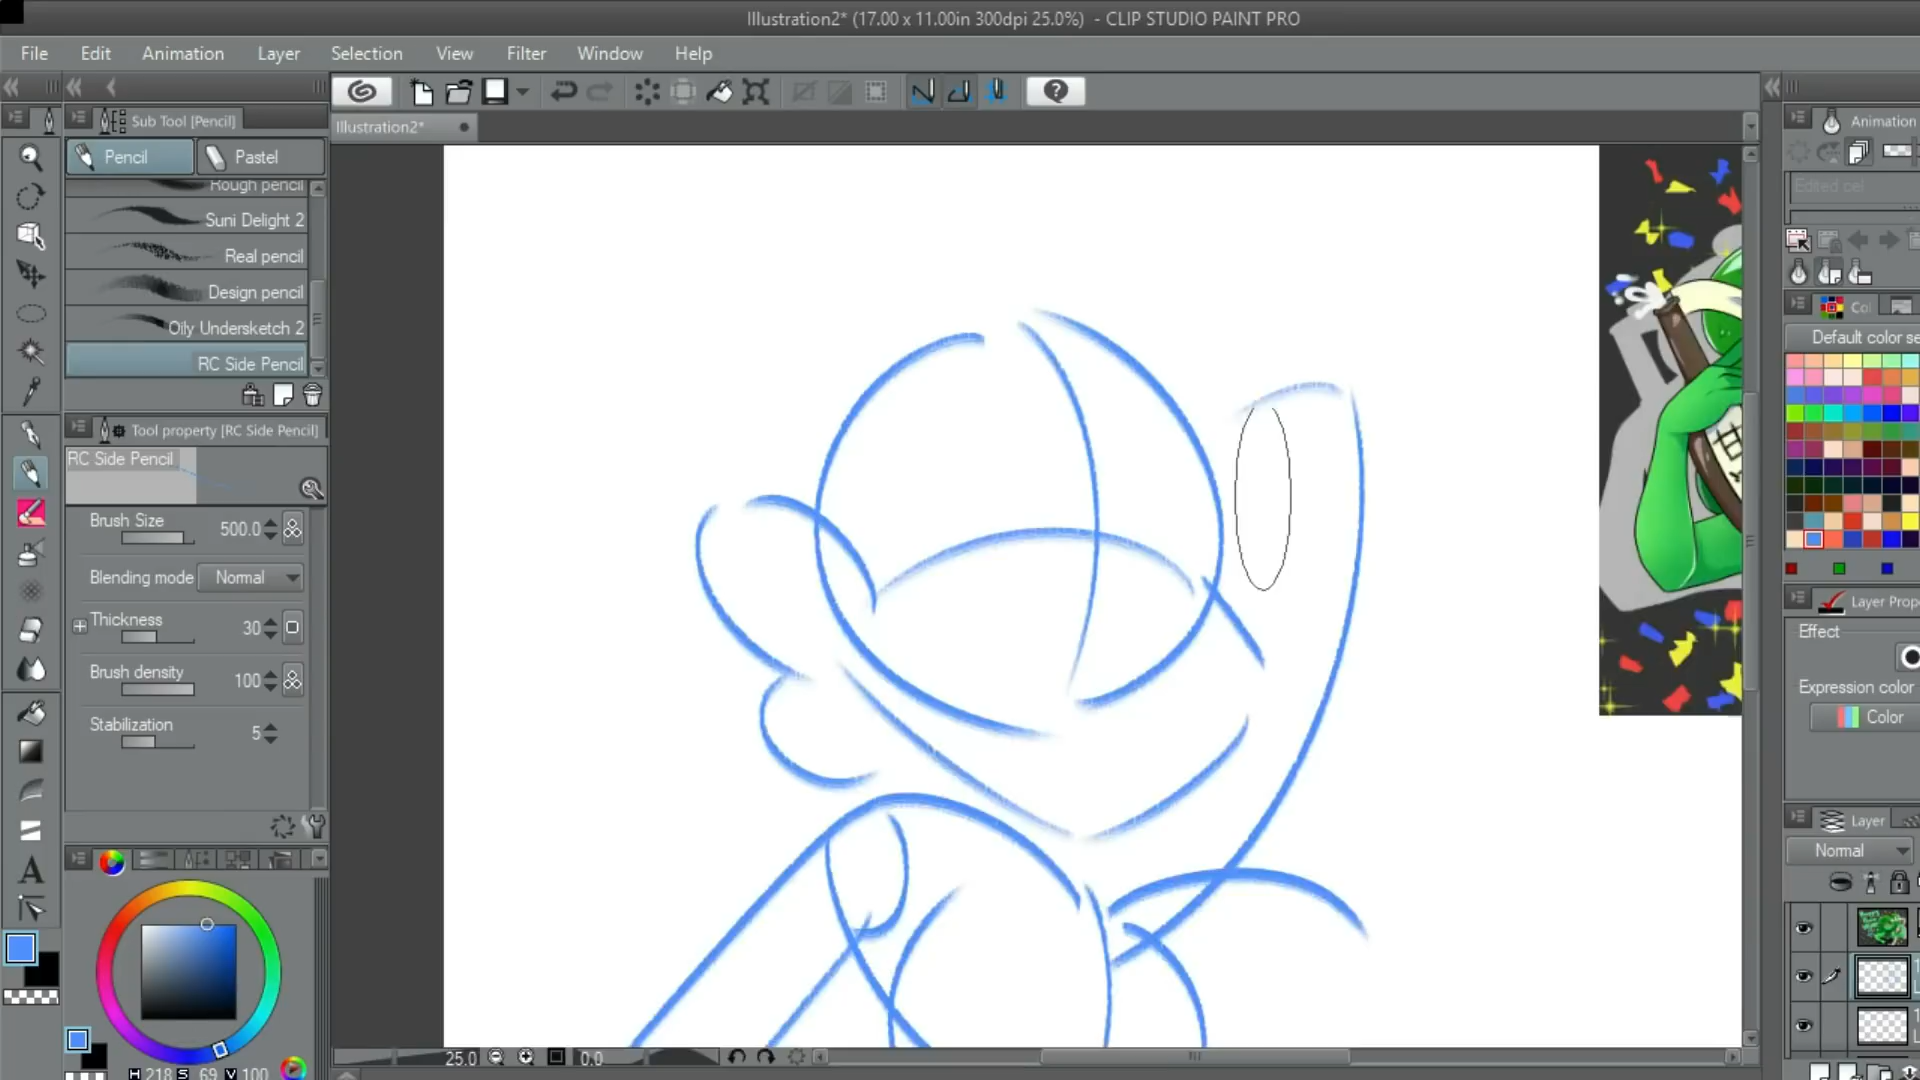 Illustration2* (17.00 x 11.00in 300dpi 25.0%) - CLIP STUDIO PAINT PRO
File Edit Animation Layer Selection View Filter Window Help
Sub Tool [Pencil]
Illustration2*
Animation
Pencil Pastel
Rough pencil
Edited cel
Suni Delight 2
Real pencil
Design pencil
Oily Undersketch 2
RC Side Pencil
Default color se
Tool property [RC Side Pencil]
RC Side Pencil
Brush Size 500.0
Blending mode Normal
Thickness 30
Brush density 100
Stabilization 5
Layer Prop
Effect
Expression color
Color
Layer
Normal
25.0 0.0
H 218 S 69 V 100